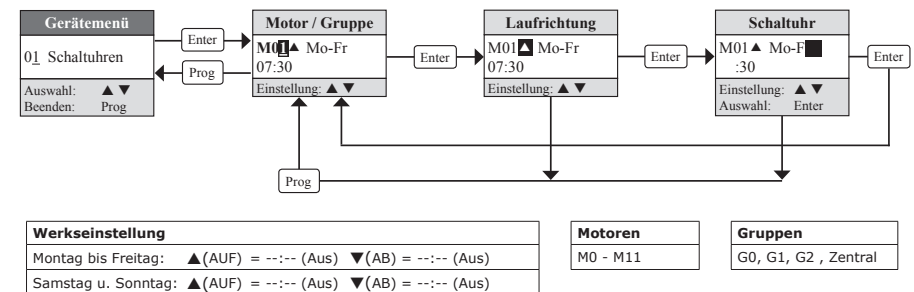 Gerätemenü
01 Schaltuhren
Auswahl: ▲ ▼
Beenden: Prog
Enter
Prog
Motor / Gruppe
M01▲ Mo-Fr
07:30
Einstellung: ▲ ▼
Enter
Laufrichtung
M01▲ Mo-Fr
07:30
Einstellung: ▲ ▼
Enter
Schaltuhr
M01▲ Mo-F
:30
Einstellung: ▲ ▼
Auswahl: Enter
Enter
Prog
Werkseinstellung
Montag bis Freitag: ▲(AUF) = --:-- (Aus) ▼(AB) = --:-- (Aus)
Samstag u. Sonntag: ▲(AUF) = --:-- (Aus) ▼(AB) = --:-- (Aus)
Motoren
M0 - M11
Gruppen
G0, G1, G2 , Zentral